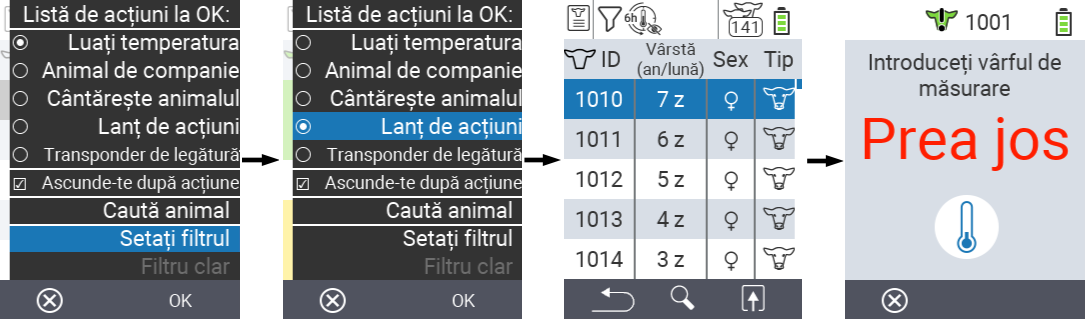 Listă de acțiuni la OK:
Luați temperatura
Animal de companie
Cântărește animalul
Lanț de acțiuni
Transponder de legătură
Ascunde-te după acțiune
Caută animal
Setați filtrul
Filtru clar
OK
Listă de acțiuni la OK:
Luați temperatura
Animal de companie
Cântărește animalul
Lanț de acțiuni
Transponder de legătură
Ascunde-te după acțiune
Caută animal
Setați filtrul
Filtru clar
OK
6h 141
ID Vârstă (an/lună) Sex Tip
1010 7 z ♀
1011 6 z ♀
1012 5 z ♀
1013 4 z ♀
1014 3 z ♀
1001
Introduceți vârful de
măsurare
Prea jos